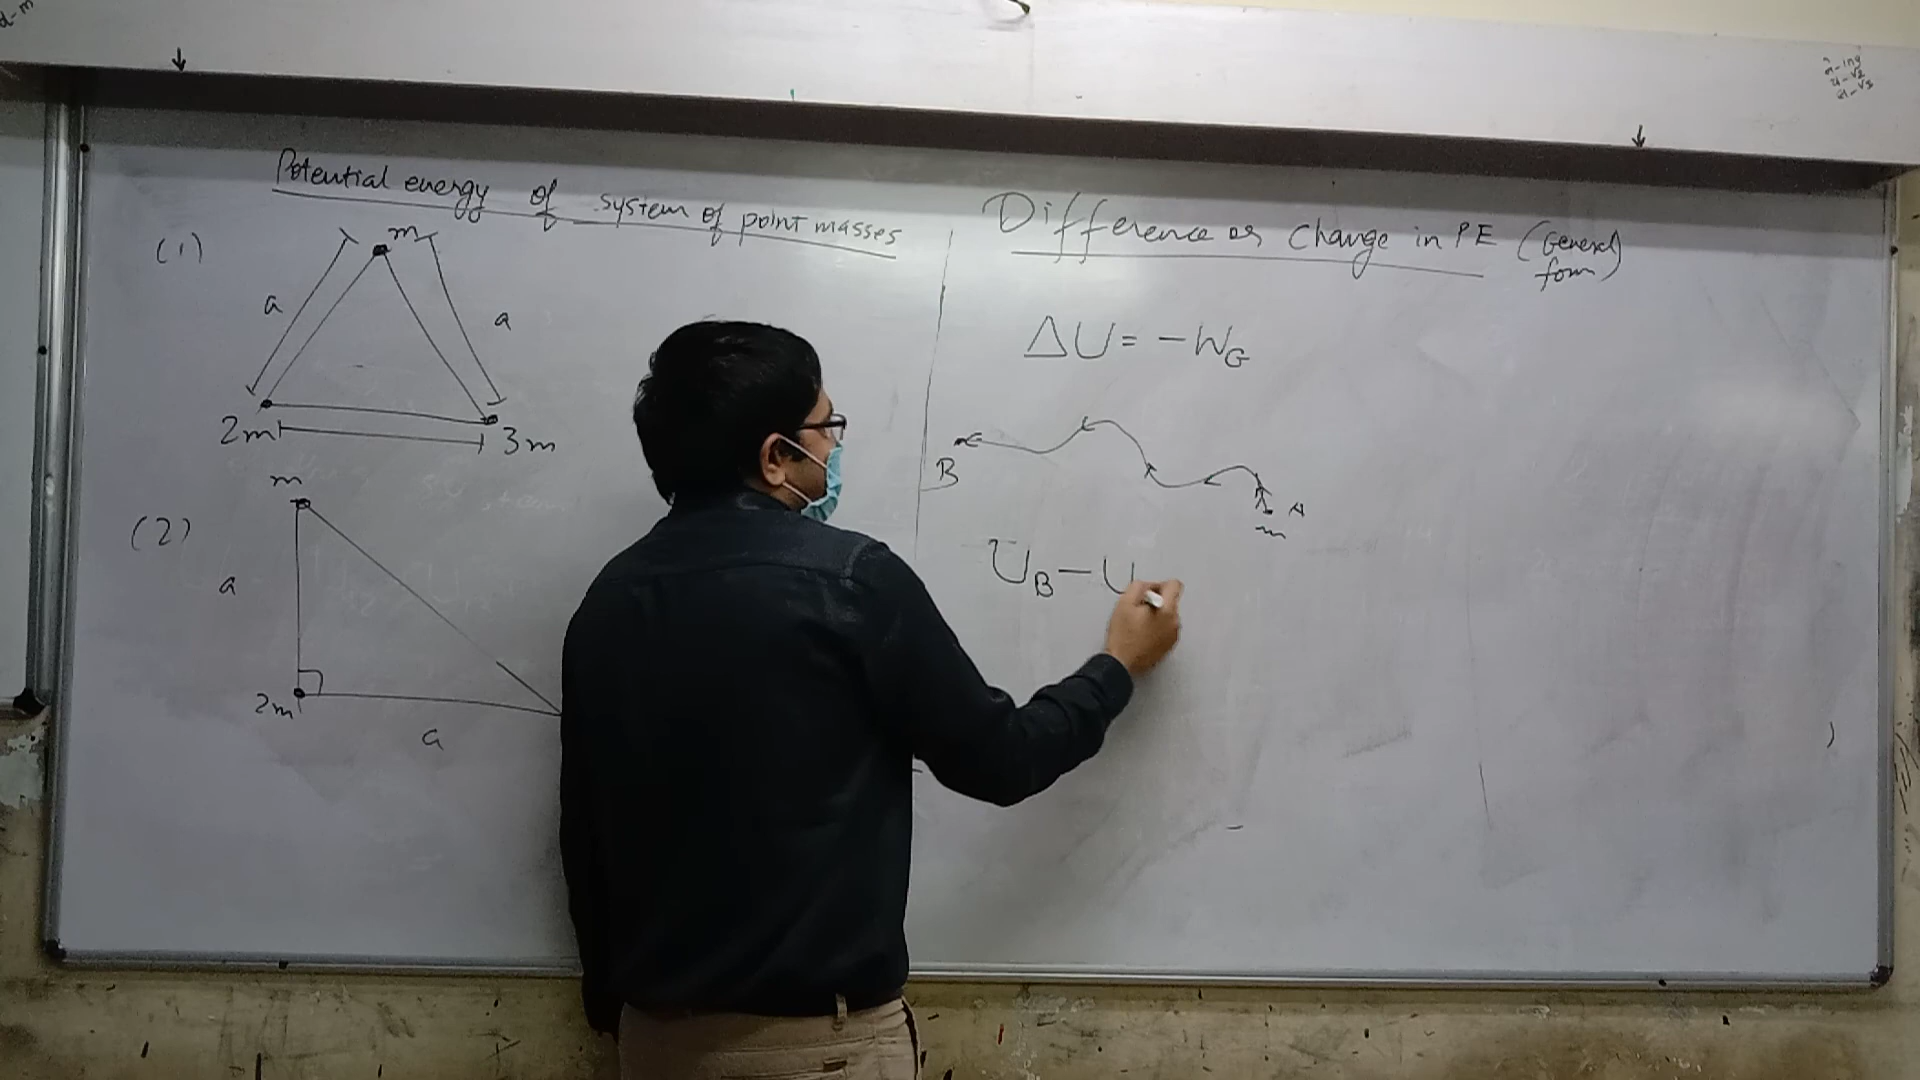 Potential energy of system of point masses
(1)
m
a
a
2m
3m
(2)
m
a
2m
a
Difference or Change in PE (General form)
ΔU = -W_G
B
A
m
U_B - U